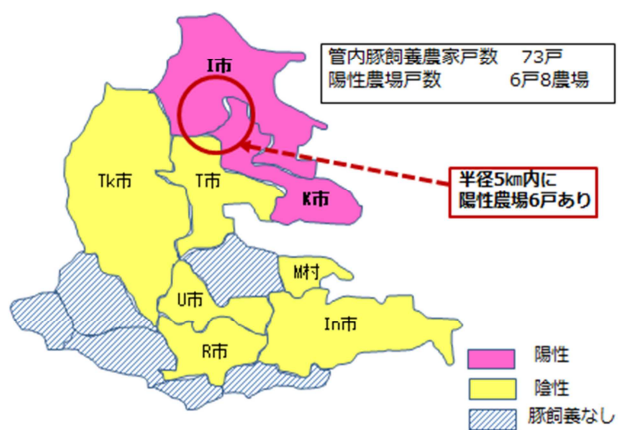 I市
管内豚飼養農家戸数 73戸
陽性農場戸数 6戸8農場
半径5km内に
陽性農場6戸あり
Tk市
T市
K市
M村
U市
In市
R市
陽性
陰性
豚飼養なし